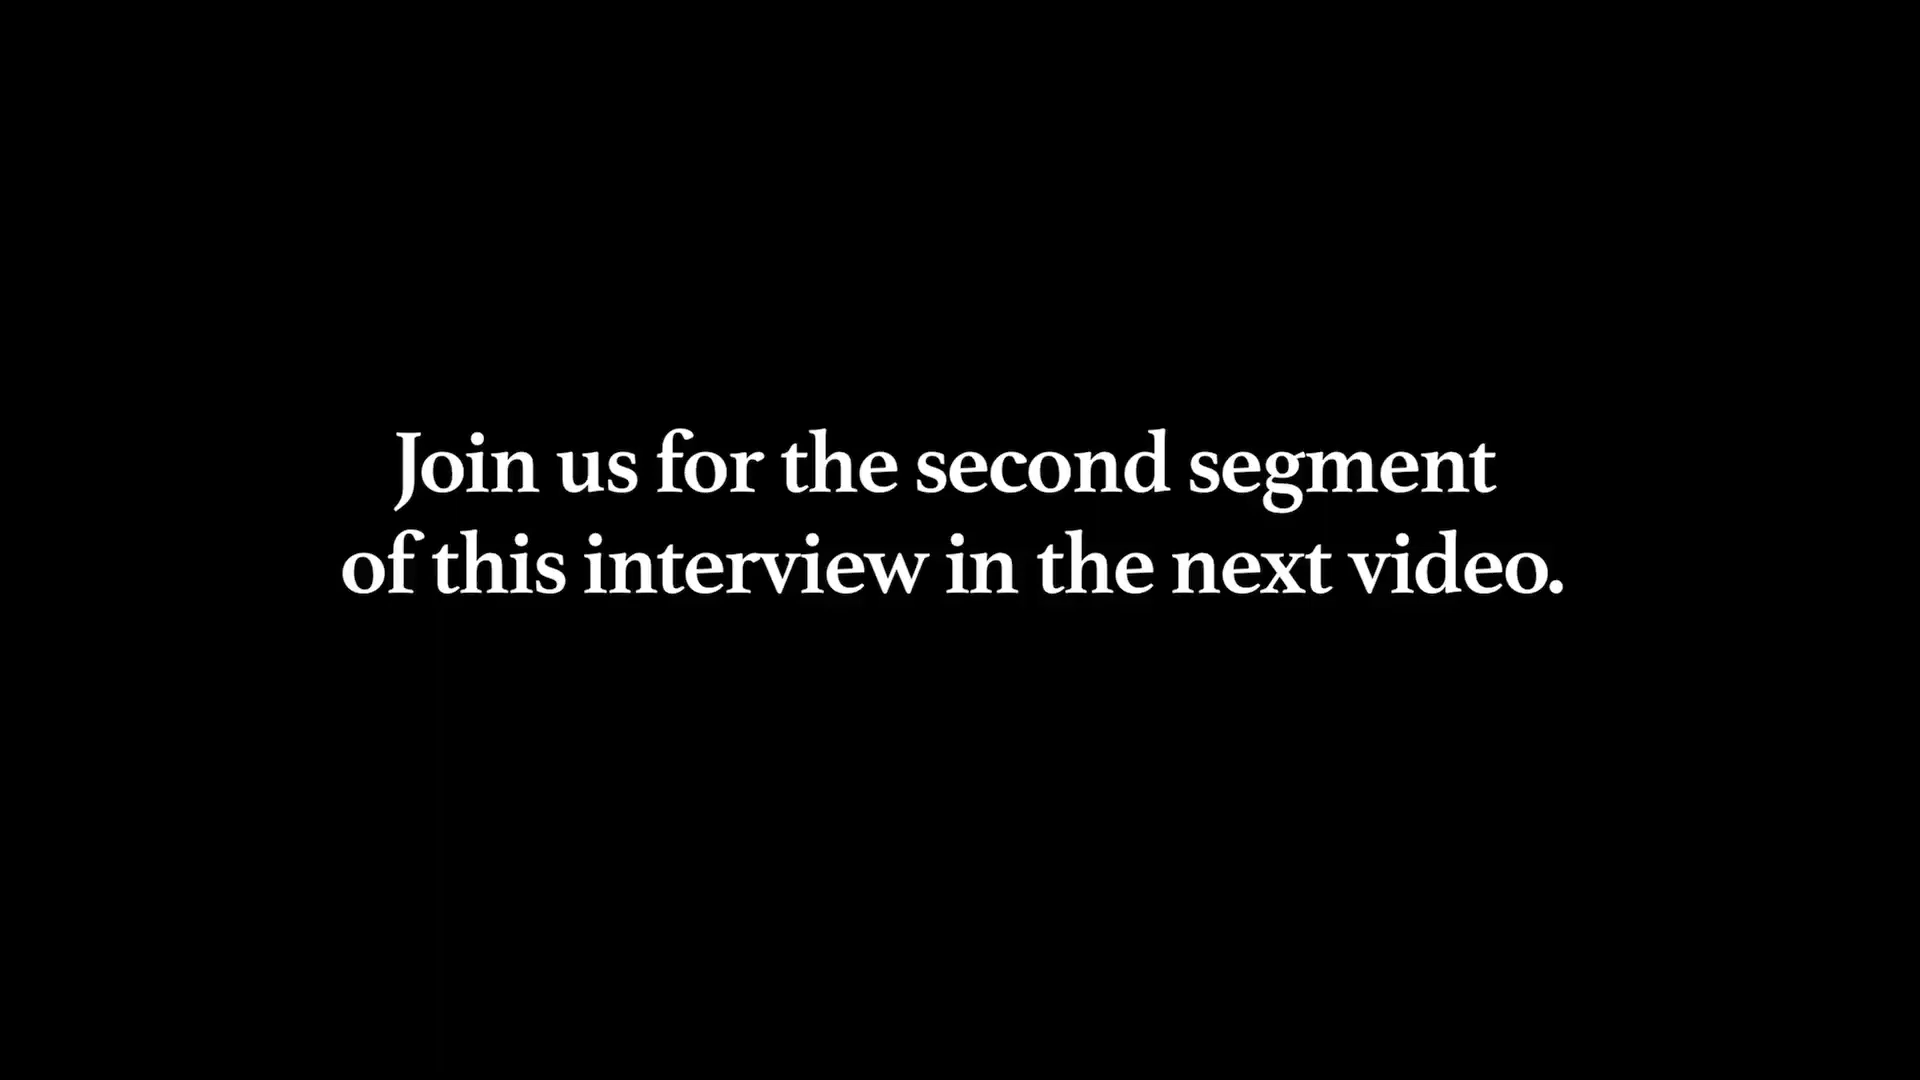 Join us for the second segment
of this interview in the next video.